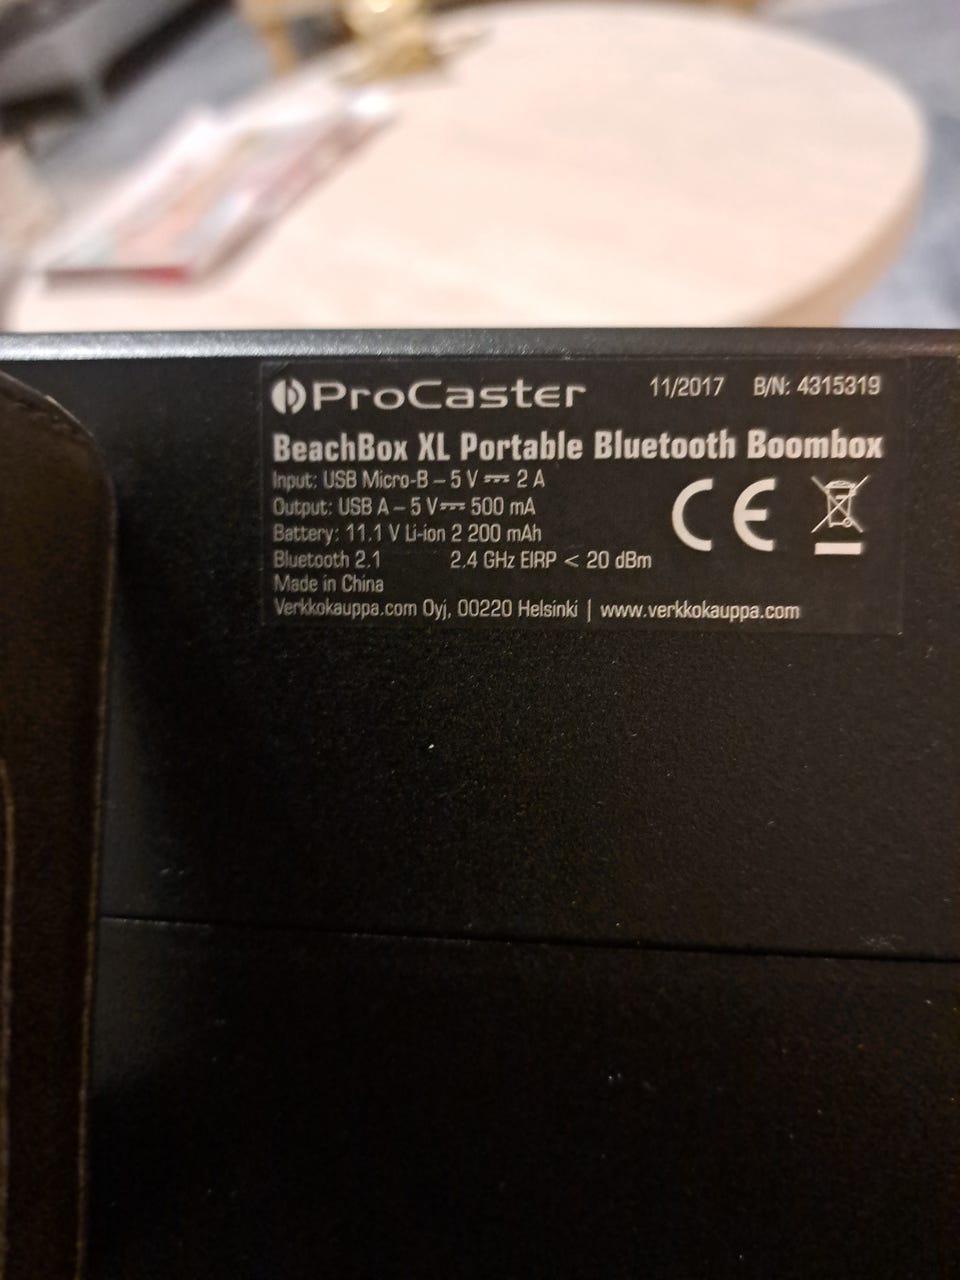 ProCaster 11/2017 B/N: 4315319
BeachBox XL Portable Bluetooth Boombox
Input: USB Micro-B – 5 V ⎓ 2 A
Output: USB A – 5 V⎓ 500 mA
Battery: 11.1 V Li-ion 2 200 mAh
Bluetooth 2.1 2.4 GHz EIRP < 20 dBm
Made in China
Verkkokauppa.com Oyj, 00220 Helsinki | www.verkkokauppa.com
CE